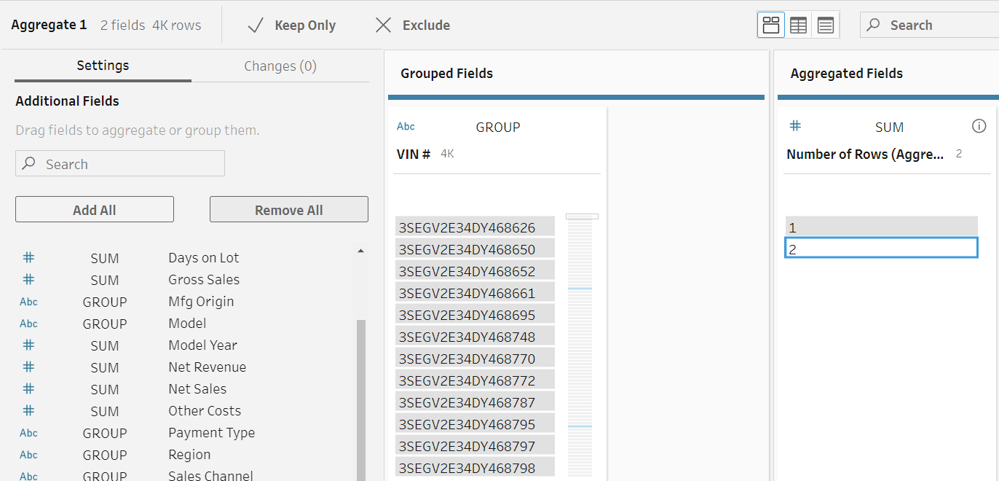 Aggregate 1 2 fields 4K rows Keep Only Exclude Search
Settings Changes (0)
Additional Fields
Drag fields to aggregate or group them.
Search
Add All Remove All
# SUM Days on Lot
# SUM Gross Sales
Abc GROUP Mfg Origin
Abc GROUP Model
# SUM Model Year
# SUM Net Revenue
# SUM Net Sales
# SUM Other Costs
Abc GROUP Payment Type
Abc GROUP Region
Abc GROUP Sales Channel
Grouped Fields
Abc GROUP
VIN # 4K
3SEGV2E34DY468626
3SEGV2E34DY468650
3SEGV2E34DY468652
3SEGV2E34DY468661
3SEGV2E34DY468695
3SEGV2E34DY468748
3SEGV2E34DY468770
3SEGV2E34DY468772
3SEGV2E34DY468787
3SEGV2E34DY468795
3SEGV2E34DY468797
3SEGV2E34DY468798
Aggregated Fields
# SUM
Number of Rows (Aggre... 2
1
2